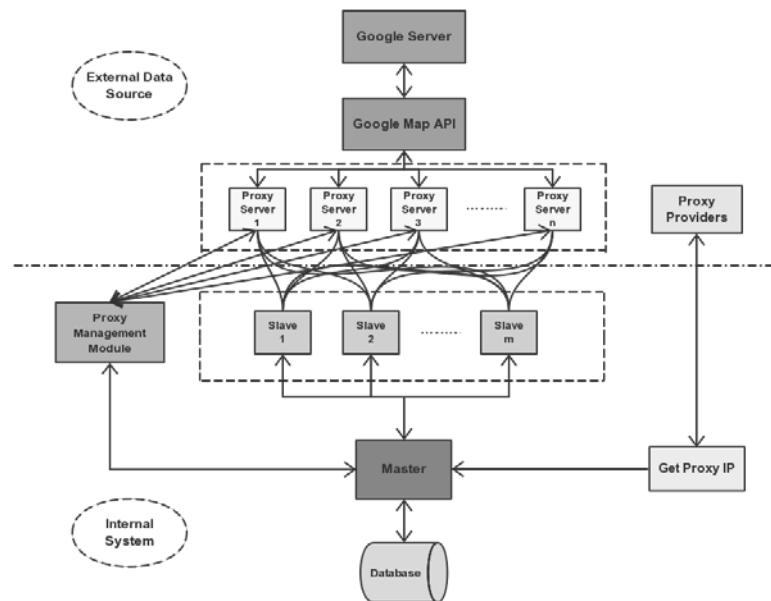 Google Server
External Data
Source
Google Map API
Proxy
Server
1
Proxy
Server
2
Proxy
Server
3
........
Proxy
Server
n
Proxy
Providers
Proxy
Management
Module
Slave
1
Slave
2
........
Slave
m
Master
Get Proxy IP
Internal
System
Database